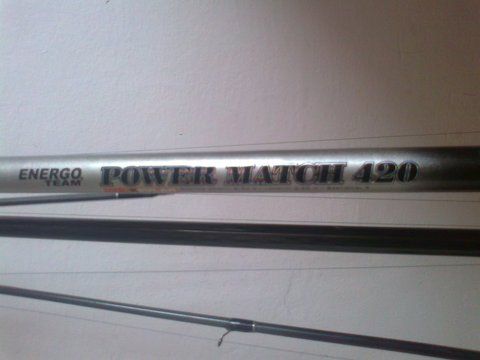 ENERGO POWER MATCH 420
TEAM